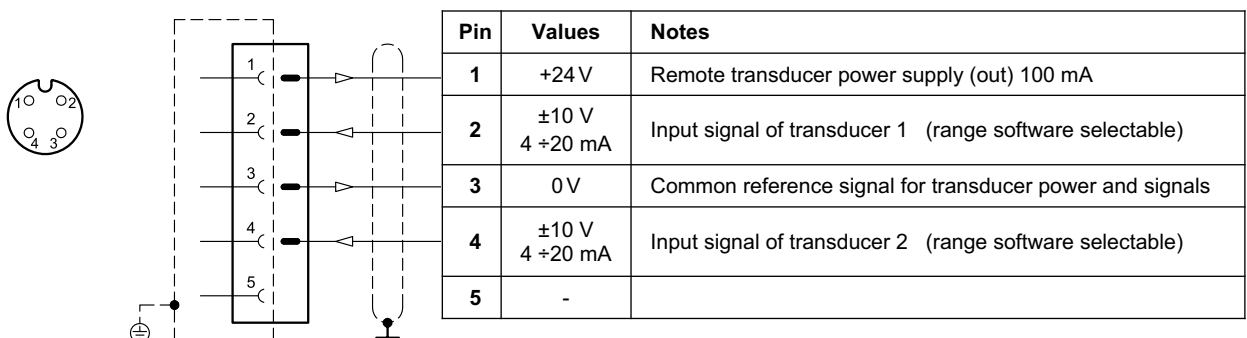 1 2
4 3
1
2
3
4
5
Pin Values Notes
1 +24 V Remote transducer power supply (out) 100 mA
2 ±10 V
4 ÷20 mA Input signal of transducer 1 (range software selectable)
3 0 V Common reference signal for transducer power and signals
4 ±10 V
4 ÷20 mA Input signal of transducer 2 (range software selectable)
5 -